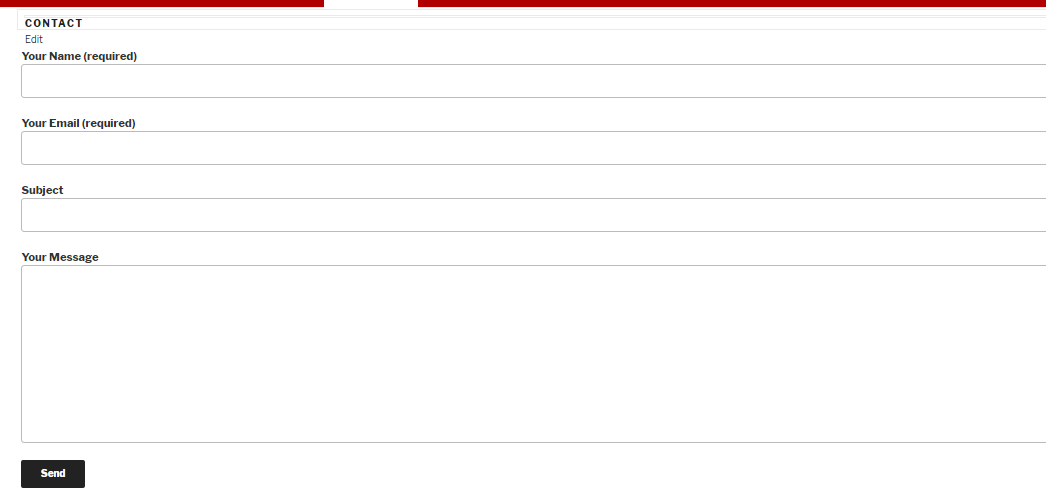 CONTACT
Edit
Your Name (required)
Your Email (required)
Subject
Your Message
Send